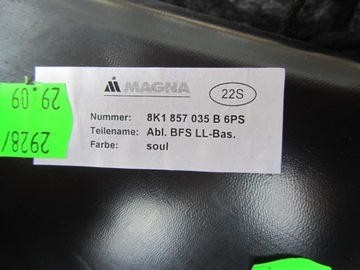 MAGNA
22S
Nummer: 8K1 857 035 B 6PS
Teilename: Abl. BFS LL-Bas.
Farbe: soul
29.09
2928/